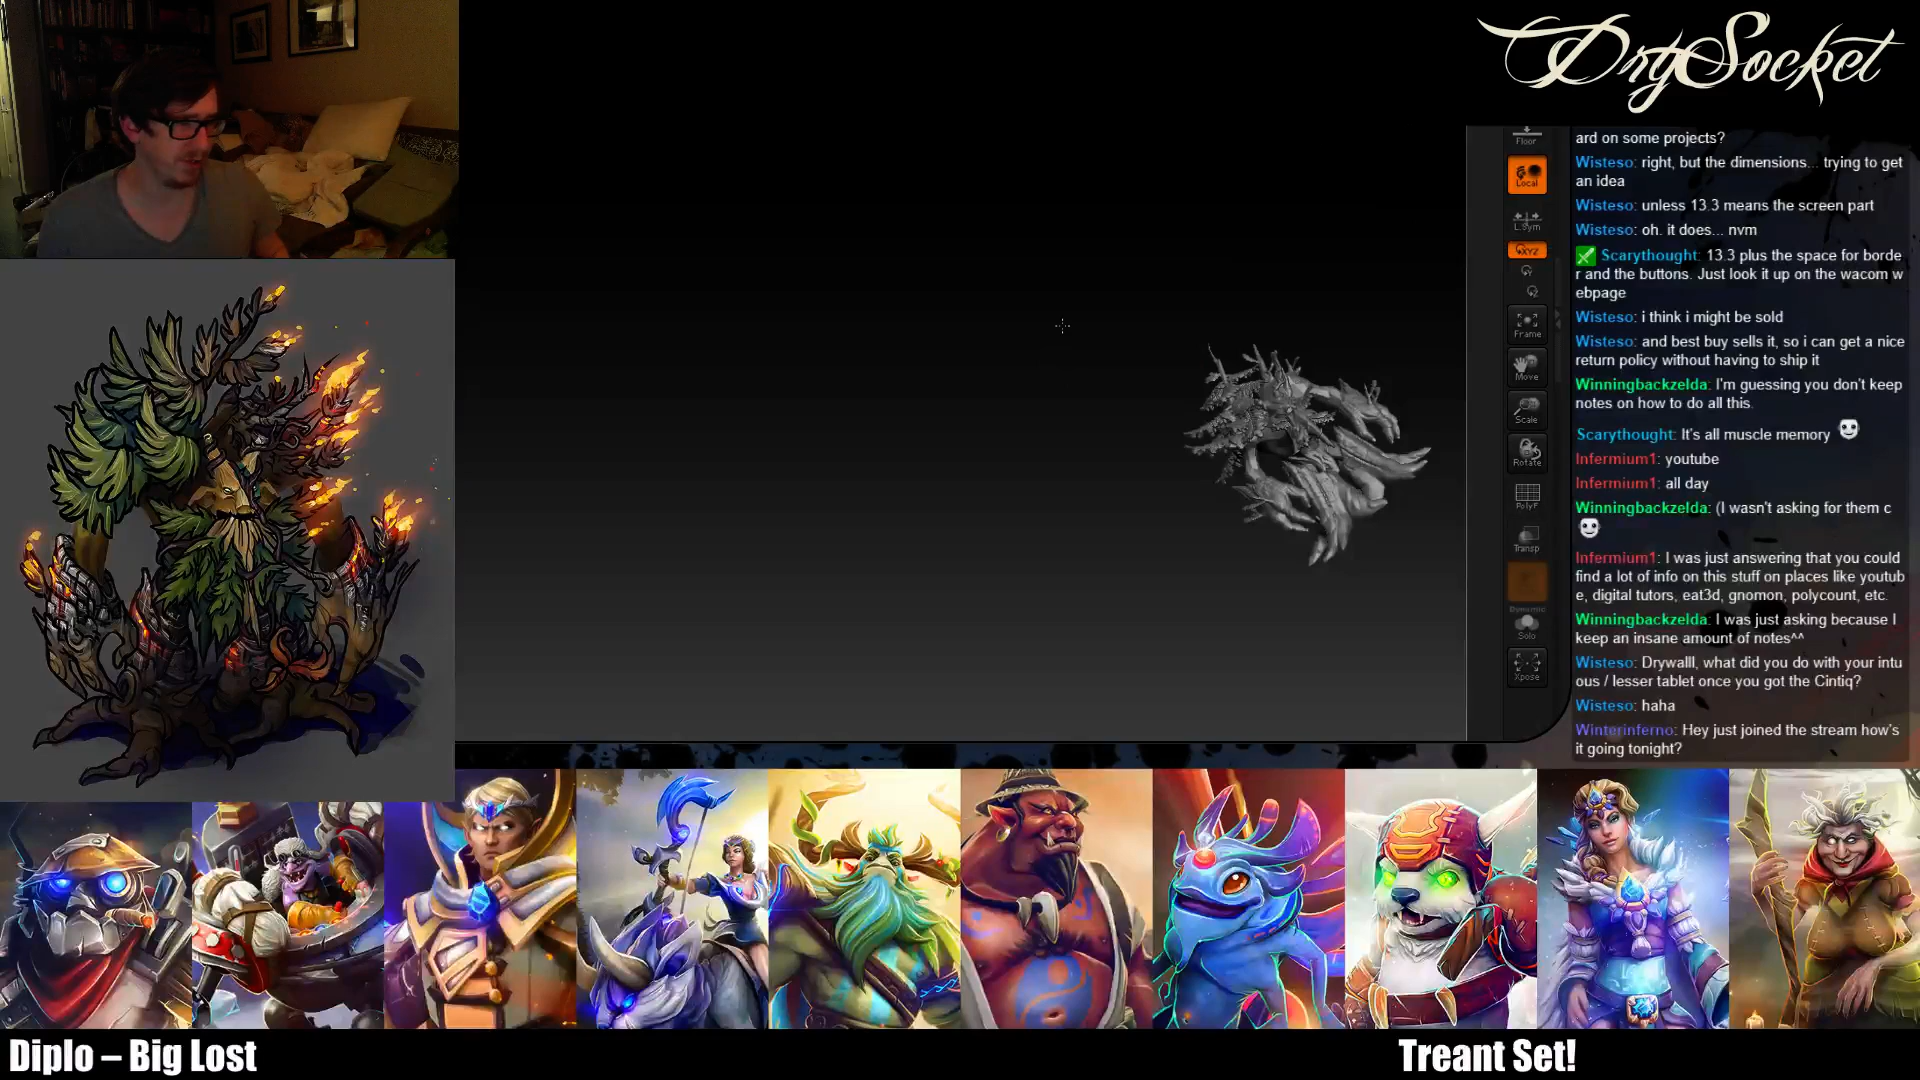 DrySocket
ard on some projects?
Wisteso: right, but the dimensions... trying to get
an idea
Wisteso: unless 13.3 means the screen part
Wisteso: oh. it does... nvm
Scarythought: 13.3 plus the space for borde
r and the buttons. Just look it up on the wacom w
ebpage
Wisteso: i think i might be sold
Wisteso: and best buy sells it, so i can get a nice
return policy without having to ship it
Winningbackzelda: I'm guessing you don't keep
notes on how to do all this.
Scarythought: It's all muscle memory
Infermium1: youtube
Infermium1: all day
Winningbackzelda: (I wasn't asking for them c
Infermium1: I was just answering that you could
find a lot of info on this stuff on places like youtub
e, digital tutors, eat3d, gnomon, polycount, etc.
Winningbackzelda: I was just asking because I
keep an insane amount of notes^^
Wisteso: Drywalll, what did you do with your intu
ous / lesser tablet once you got the Cintiq?
Wisteso: haha
Winterinferno: Hey just joined the stream how's
it going tonight?
Floor
Local
L.Sym
XYZ
Y
Z
Frame
Move
Scale
Rotate
PolyF
Transp
Dynamic
Solo
Xpose
Diplo – Big Lost
Treant Set!